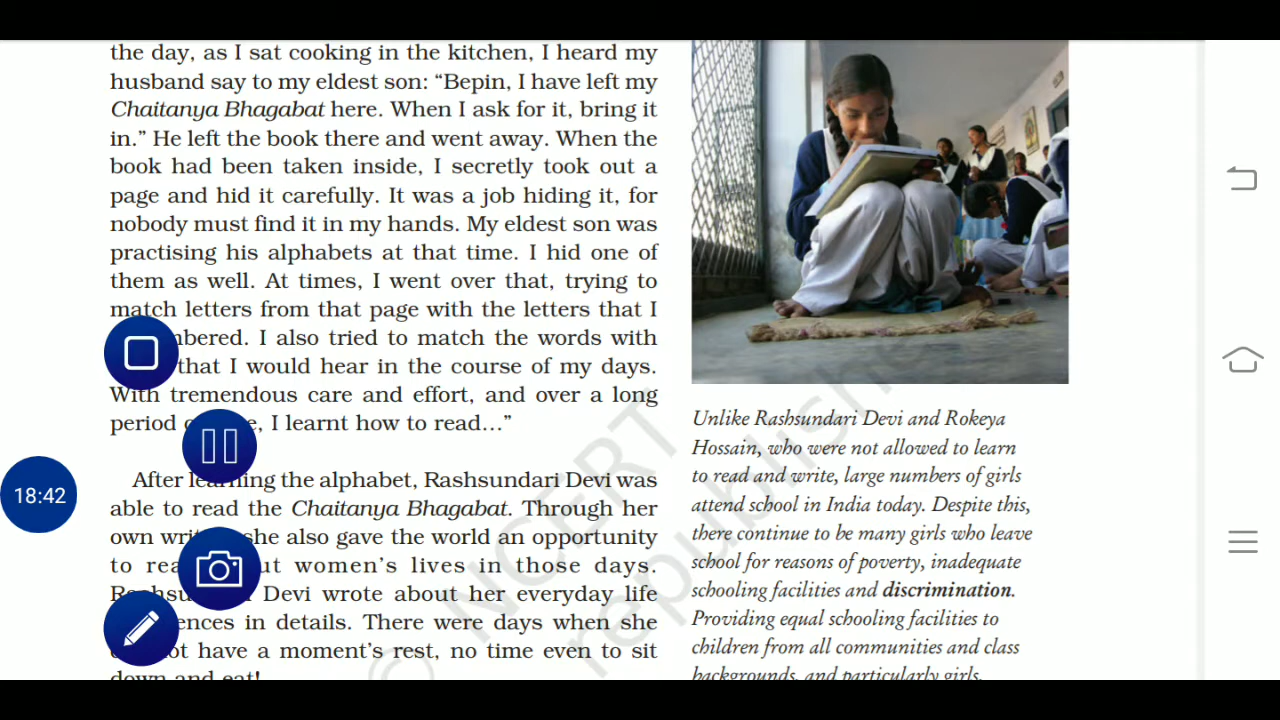 the day, as I sat cooking in the kitchen, I heard my
husband say to my eldest son: “Bepin, I have left my
Chaitanya Bhagabat here. When I ask for it, bring it
in.” He left the book there and went away. When the
book had been taken inside, I secretly took out a
page and hid it carefully. It was a job hiding it, for
nobody must find it in my hands. My eldest son was
practising his alphabets at that time. I hid one of
them as well. At times, I went over that, trying to
match letters from that page with the letters that I
I also tried to match the words with
that I would hear in the course of my days.
With tremendous care and effort, and over a long
period I learnt how to read…”
After the alphabet, Rashsundari Devi was
able to read the Chaitanya Bhagabat. Through her
own she also gave the world an opportunity
to women’s lives in those days.
Devi wrote about her everyday life
in details. There were days when she
have a moment’s rest, no time even to sit
down and eat!
18:42
Unlike Rashsundari Devi and Rokeya
Hossain, who were not allowed to learn
to read and write, large numbers of girls
attend school in India today. Despite this,
there continue to be many girls who leave
school for reasons of poverty, inadequate
schooling facilities and discrimination.
Providing equal schooling facilities to
children from all communities and class
backgrounds, and particularly girls,
© NCERT